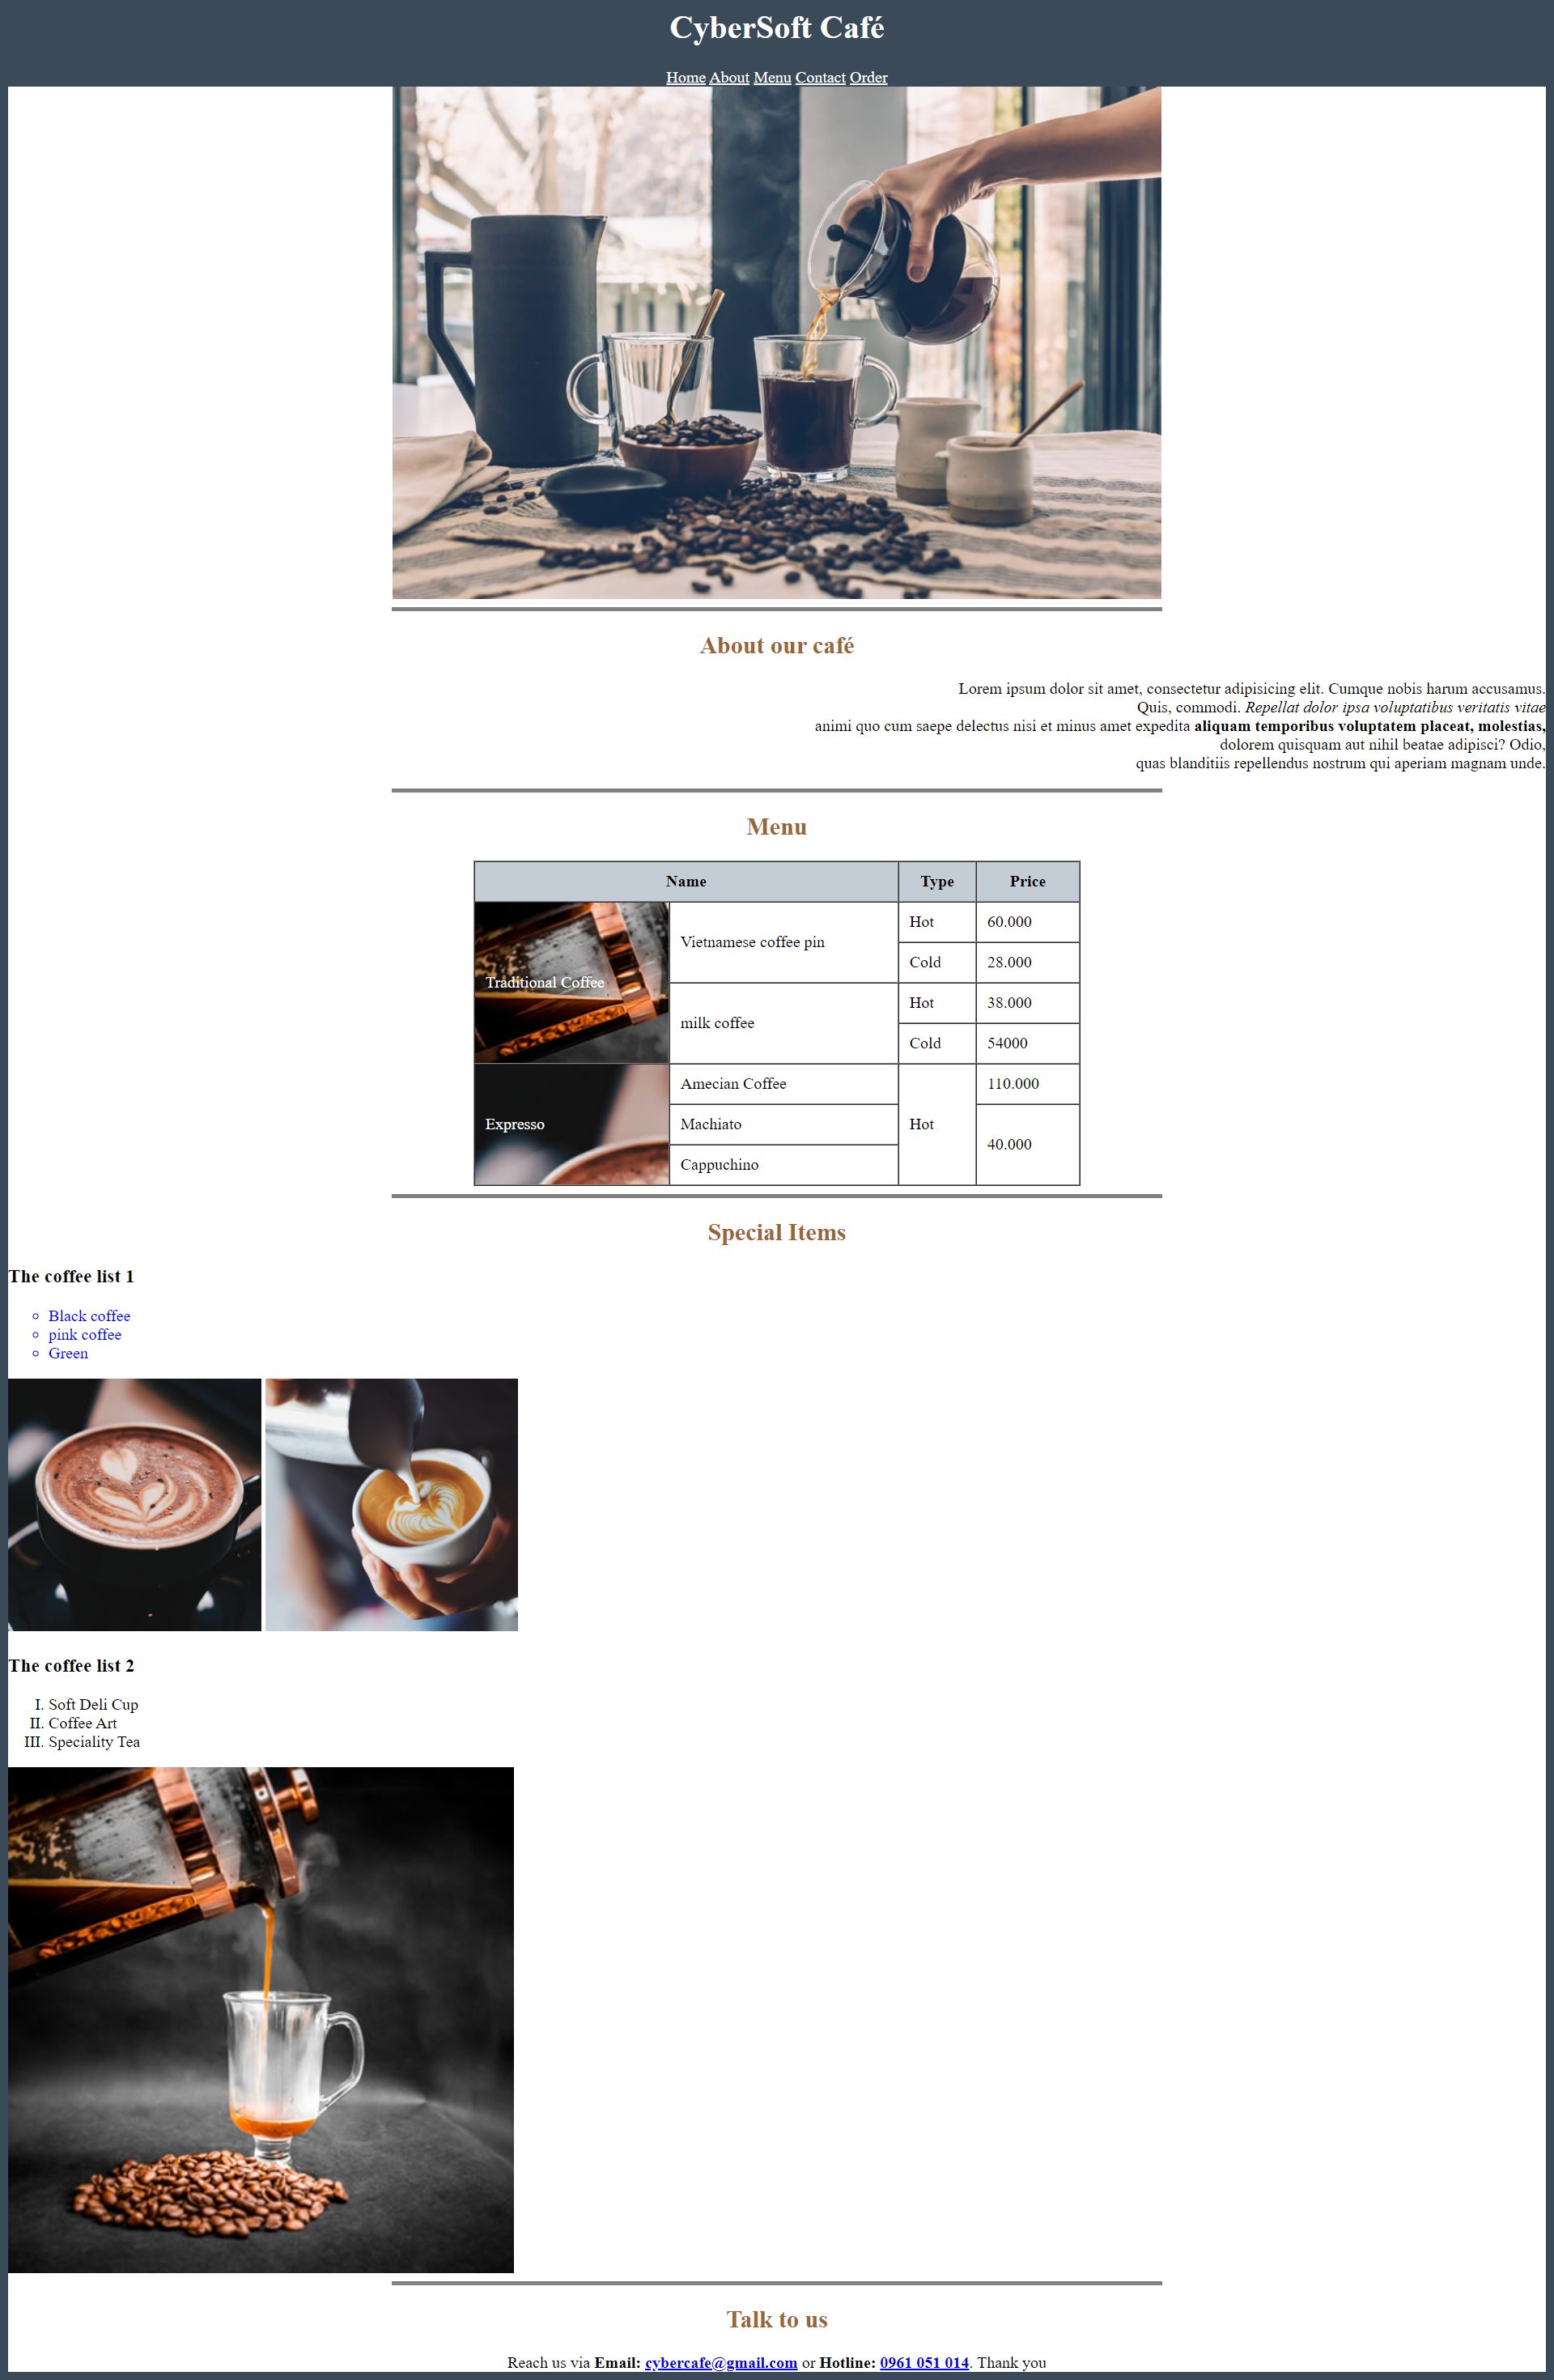 CyberSoft Café
Home About Menu Contact Order
About our café
Lorem ipsum dolor sit amet, consectetur adipisicing elit. Cumque nobis harum accusamus.
Quis, commodi. Repellat dolor ipsa voluptatibus veritatis vitae
animi quo cum saepe delectus nisi et minus amet expedita aliquam temporibus voluptatem placeat, molestias,
dolorem quisquam aut nihil beatae adipisci? Odio,
quas blanditiis repellendus nostrum qui aperiam magnam unde.
Menu
Name Type Price
Traditional Coffee
Vietnamese coffee pin
Hot 60.000
Cold 28.000
milk coffee
Hot 38.000
Cold 54000
Expresso
Amecian Coffee
Hot
110.000
Machiato
40.000
Cappuchino
Special Items
The coffee list 1
Black coffee
pink coffee
Green
The coffee list 2
I. Soft Deli Cup
II. Coffee Art
III. Speciality Tea
Talk to us
Reach us via Email: cybercafe@gmail.com or Hotline: 0961 051 014. Thank you